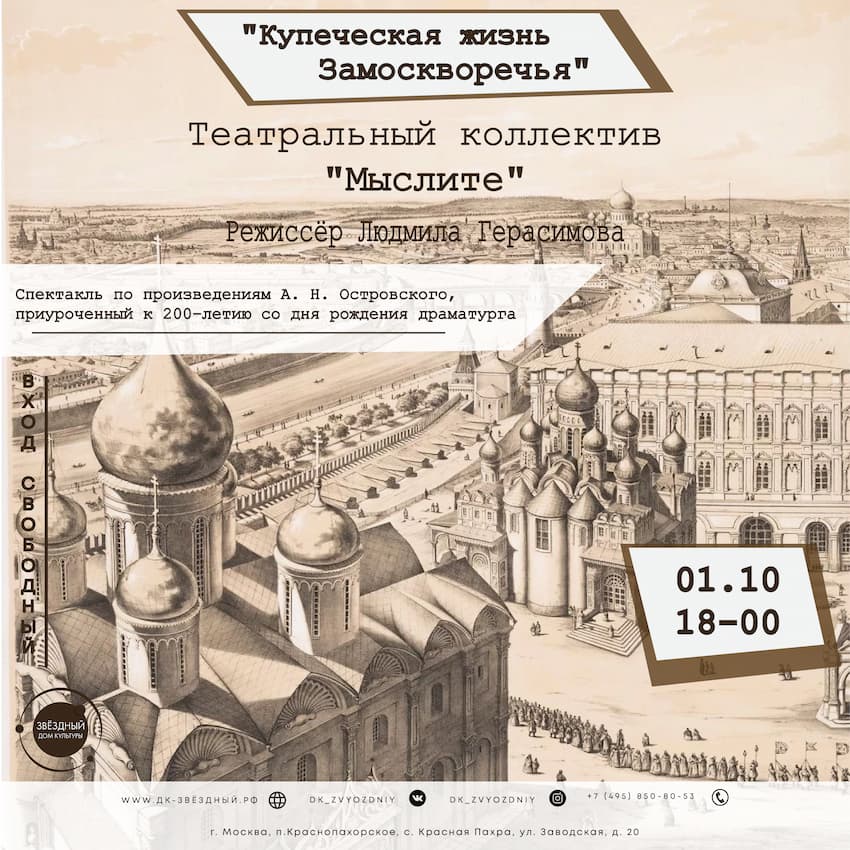 "Купеческая жизнь
Замоскворечья"
Театральный коллектив
"Мыслите"
Режиссёр Людмила Герасимова
Спектакль по произведениям А. Н. Островского,
приуроченный к 200-летию со дня рождения драматурга
ВХОД СВОБОДНЫЙ
01.10
18-00
ЗВЁЗДНЫЙ
ДОМ КУЛЬТУРЫ
WWW.ДК-ЗВЁЗДНЫЙ.РФ DK_ZVYOZDNIY DK_ZVYOZDNIY +7 (495) 850-80-53
г. Москва, п.Краснопахорское, с. Красная Пахра, ул. Заводская, д. 20